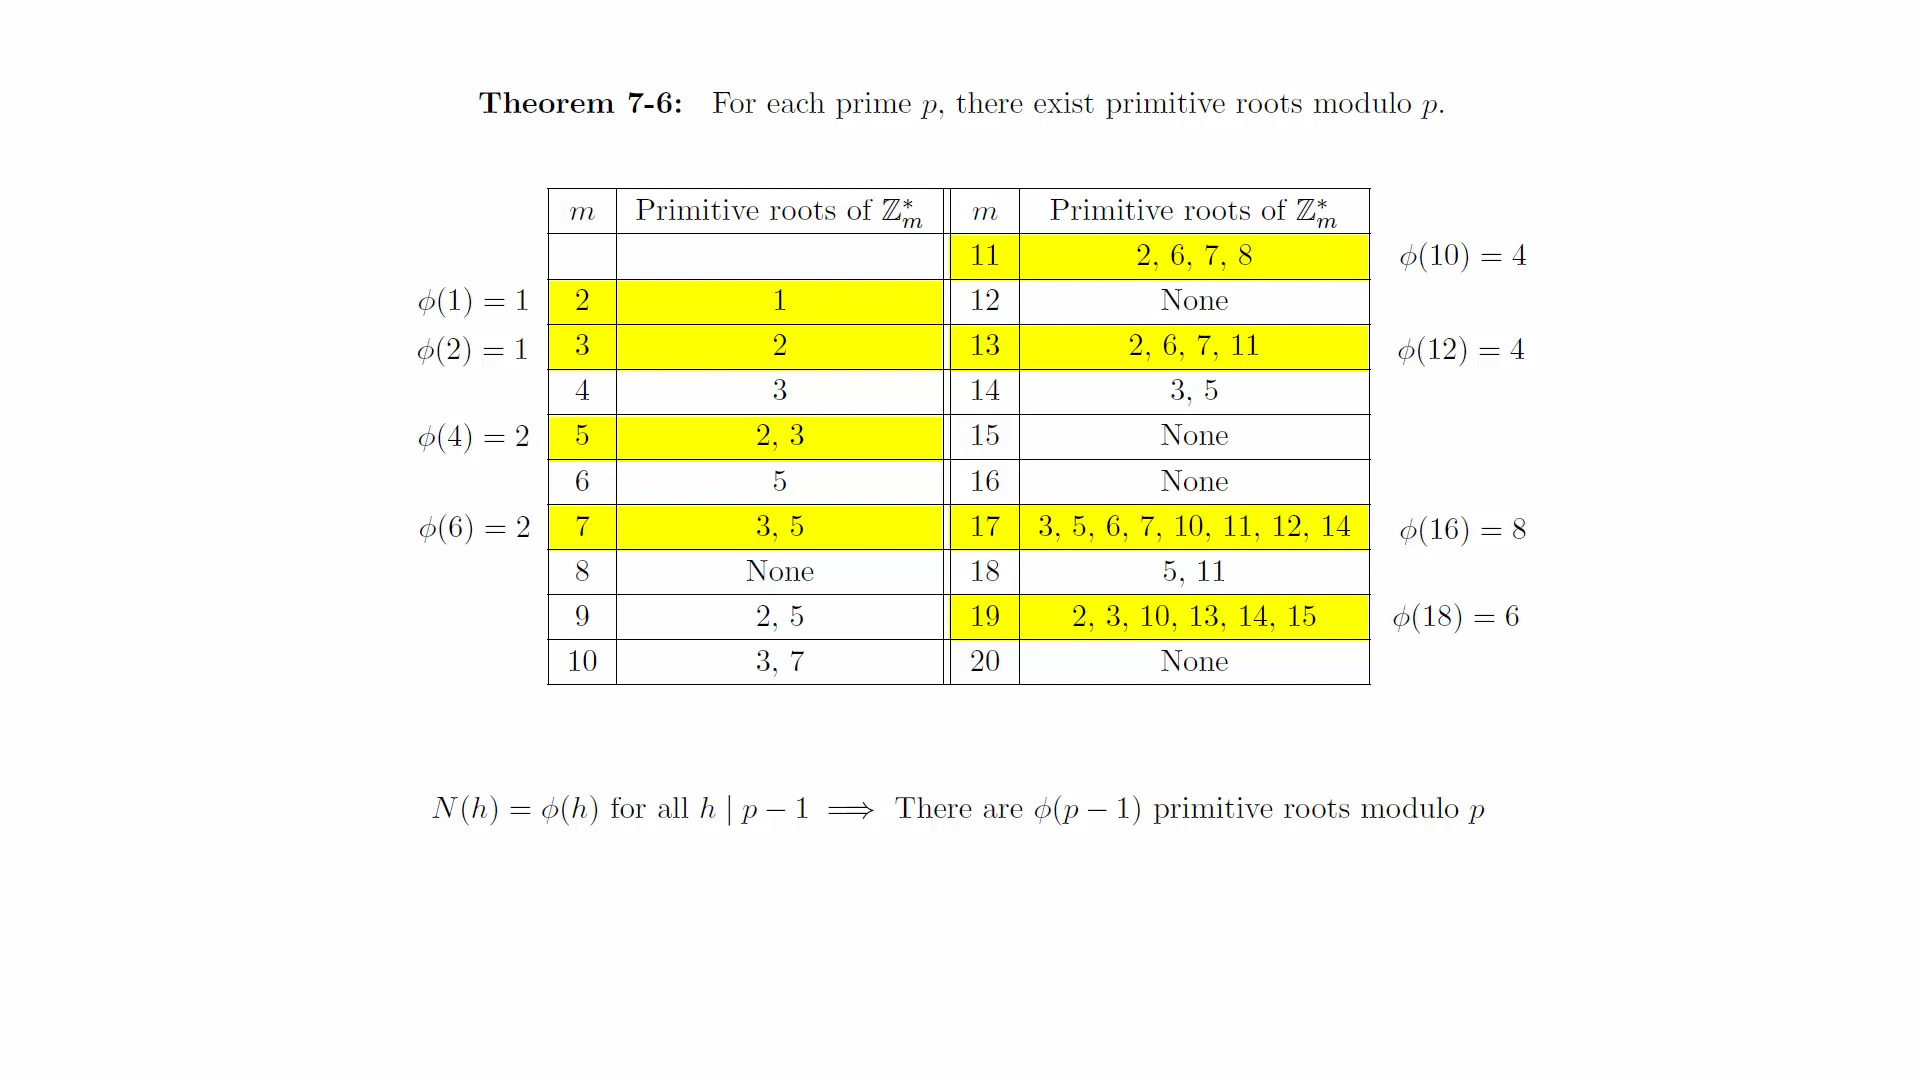 Theorem 7-6: For each prime p, there exist primitive roots modulo p.
m Primitive roots of ℤ*ₘ m Primitive roots of ℤ*ₘ
11 2, 6, 7, 8 ϕ(10) = 4
ϕ(1) = 1 2 1 12 None
ϕ(2) = 1 3 2 13 2, 6, 7, 11 ϕ(12) = 4
4 3 14 3, 5
ϕ(4) = 2 5 2, 3 15 None
6 5 16 None
ϕ(6) = 2 7 3, 5 17 3, 5, 6, 7, 10, 11, 12, 14 ϕ(16) = 8
8 None 18 5, 11
9 2, 5 19 2, 3, 10, 13, 14, 15 ϕ(18) = 6
10 3, 7 20 None
N(h) = ϕ(h) for all h | p − 1 ⟹ There are ϕ(p − 1) primitive roots modulo p